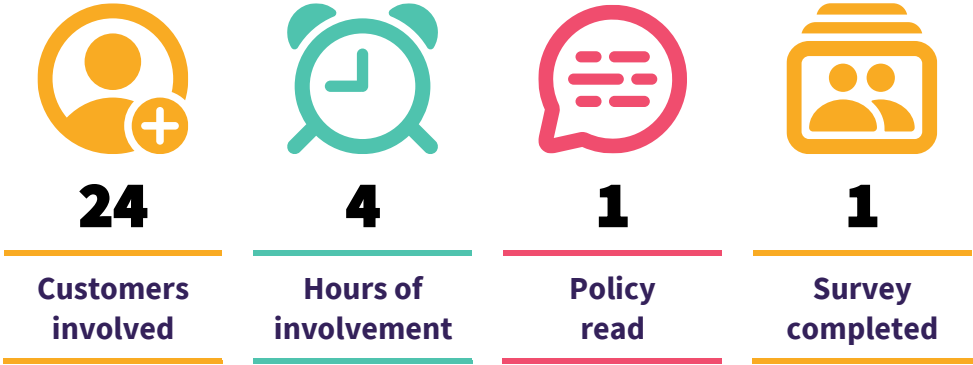 24
4
1
1
Customers
involved
Hours of
involvement
Policy
read
Survey
completed